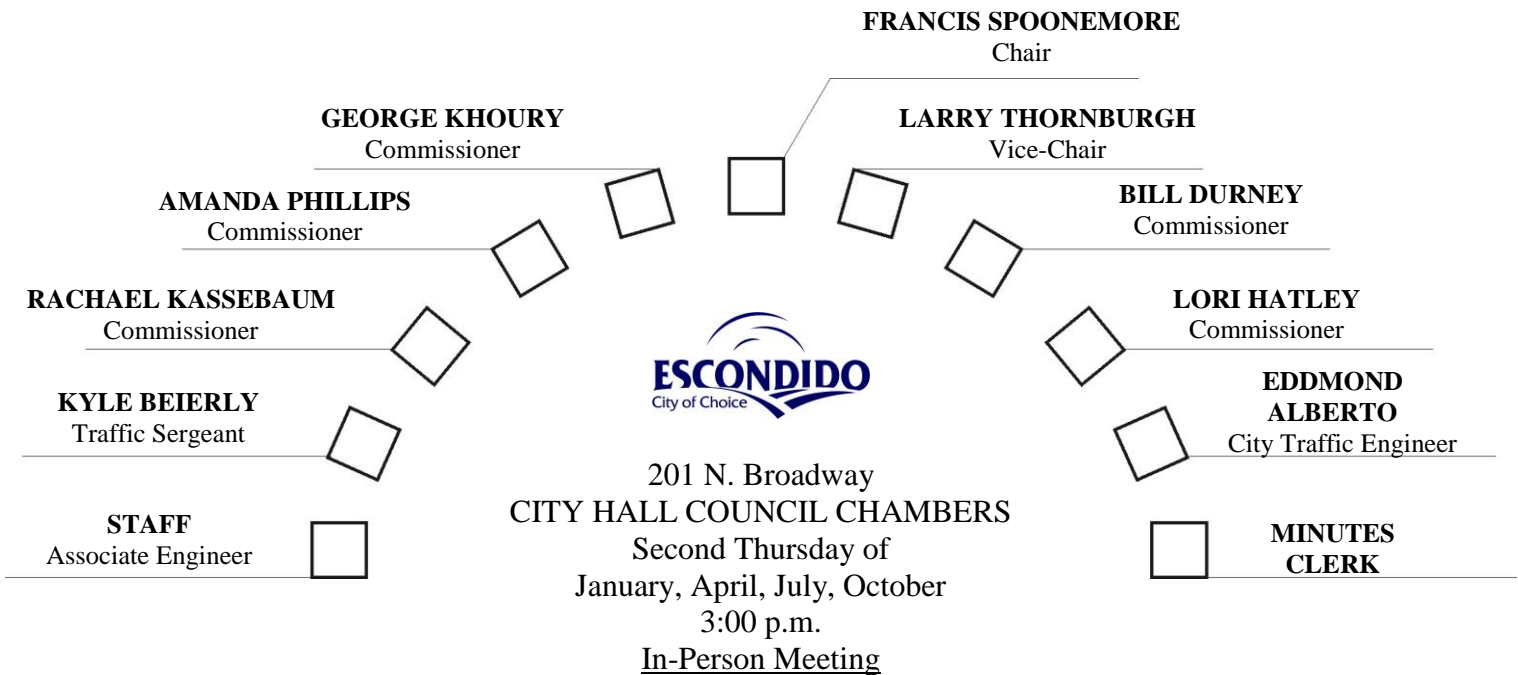 FRANCIS SPOONEMORE
Chair
GEORGE KHOURY
Commissioner
LARRY THORNBURGH
Vice-Chair
AMANDA PHILLIPS
Commissioner
BILL DURNEY
Commissioner
RACHAEL KASSEBAUM
Commissioner
LORI HATLEY
Commissioner
ESCONDIDO
City of Choice
KYLE BEIERLY
Traffic Sergeant
EDDMOND
ALBERTO
City Traffic Engineer
201 N. Broadway
CITY HALL COUNCIL CHAMBERS
Second Thursday of
January, April, July, October
3:00 p.m.
In-Person Meeting
STAFF
Associate Engineer
MINUTES
CLERK